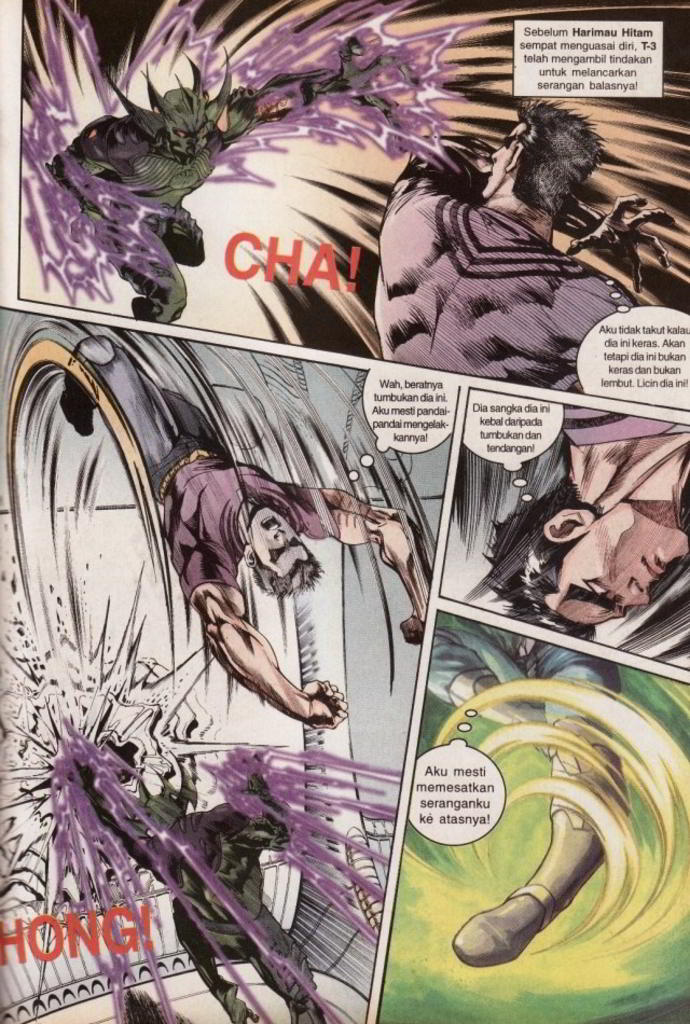 Sebelum Harimau Hitam
sempat menguasai diri, T-3
telah mengambil tindakan
untuk melancarkan
serangan balasnya!
CHA!
Aku tidak takut kalau
dia ini keras. Akan
tetapi dia ini bukan
keras dan bukan
lembut. Licin dia ini!
Wah, beratnya
tumbukan dia ini.
Aku mesti pandai-
pandai mengelak-
kannya!
Dia sangka dia ini
kebal daripada
tumbukan dan
tendangan!
HONG!
Aku mesti
memesatkan
seranganku
ke atasnya!